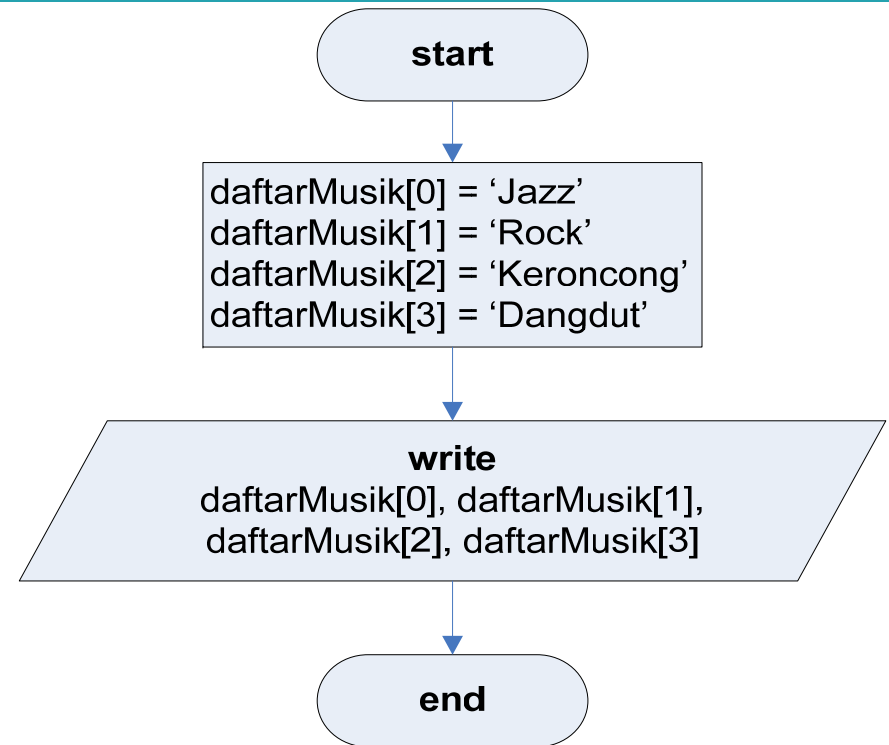 start
daftarMusik[0] = ‘Jazz’
daftarMusik[1] = ‘Rock’
daftarMusik[2] = ‘Keroncong’
daftarMusik[3] = ‘Dangdut’
write
daftarMusik[0], daftarMusik[1],
daftarMusik[2], daftarMusik[3]
end